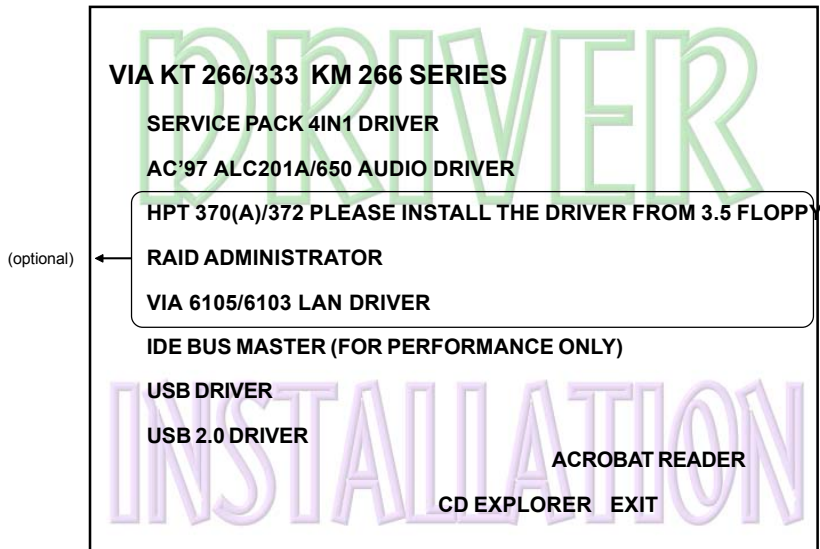 DRIVER
VIA KT 266/333 KM 266 SERIES
SERVICE PACK 4IN1 DRIVER
AC'97 ALC201A/650 AUDIO DRIVER
HPT 370(A)/372 PLEASE INSTALL THE DRIVER FROM 3.5 FLOPPY
(optional)
RAID ADMINISTRATOR
VIA 6105/6103 LAN DRIVER
IDE BUS MASTER (FOR PERFORMANCE ONLY)
USB DRIVER
USB 2.0 DRIVER
INSTALLATION
ACROBAT READER
CD EXPLORER EXIT